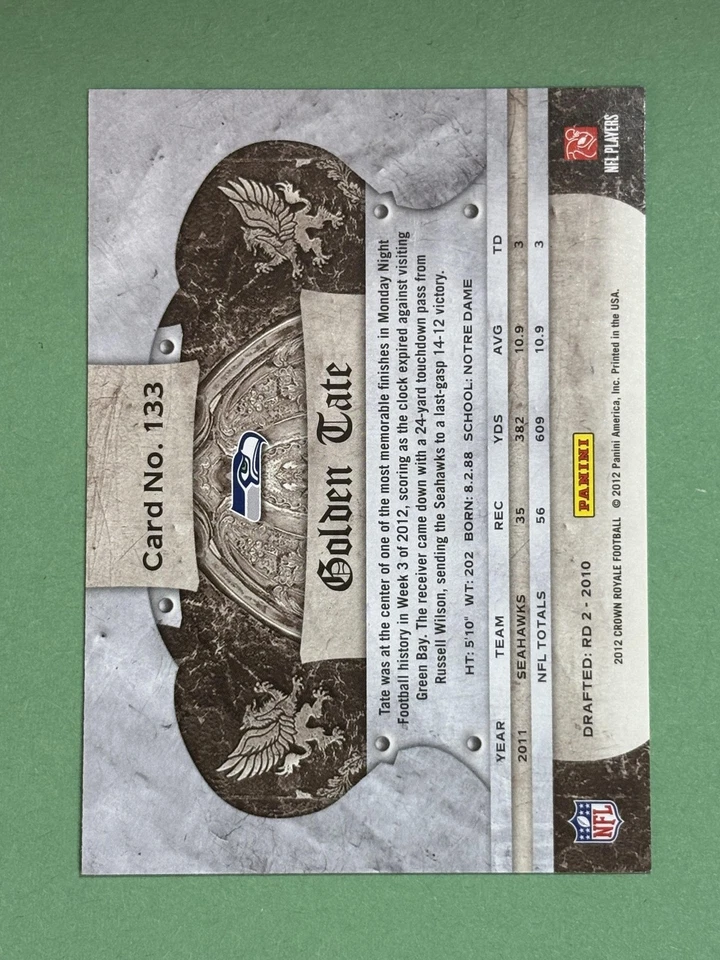 Card No. 133
Golden Tate
Tate was at the center of one of the most memorable finishes in Monday Night
Football history in Week 3 of 2012, scoring as the clock expired against visiting
Green Bay. The receiver came down with a 24-yard touchdown pass from
Russell Wilson, sending the Seahawks to a last-gasp 14-12 victory.
HT: 5'10" WT: 202 BORN: 8.2.88 SCHOOL: NOTRE DAME
YEAR TEAM REC YDS AVG TD
2011 SEAHAWKS 35 382 10.9 3
NFL TOTALS 56 609 10.9 3
DRAFTED: RD 2 - 2010
PANINI
NFL
2012 CROWN ROYALE FOOTBALL © 2012 Panini America, Inc. Printed in the USA.
NFL PLAYERS